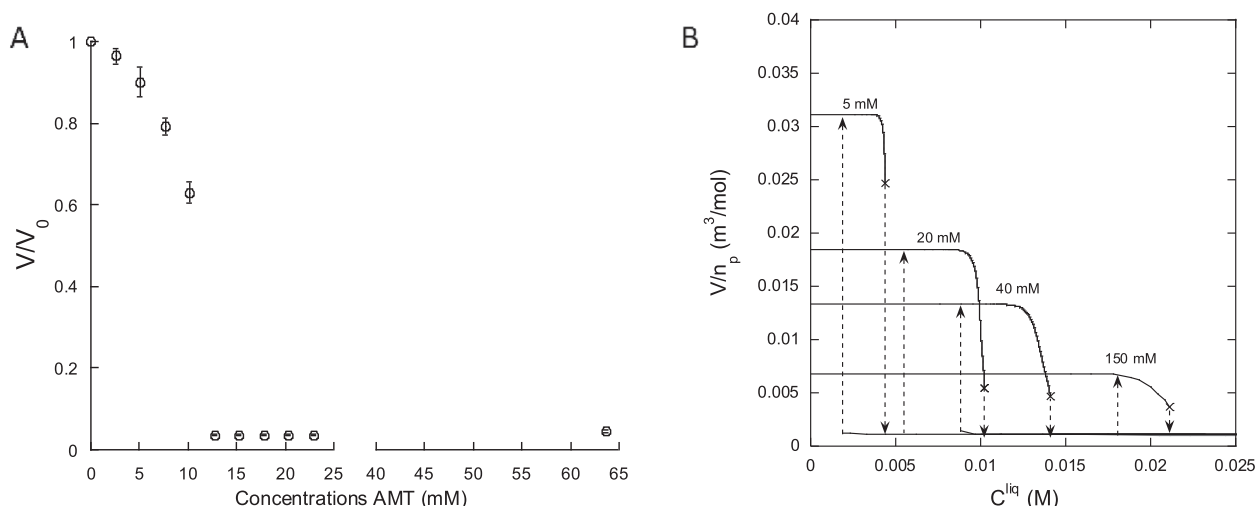 A
1
0.8
0.6
0.4
0.2
0
V/V0
0 5 10 15 20 25 40 45 50 55 60 65
Concentrations AMT (mM)
B
0.04
0.035
0.03
0.025
0.02
0.015
0.01
0.005
0
V/np (m3/mol)
5 mM
20 mM
40 mM
150 mM
0 0.005 0.01 0.015 0.02 0.025
Cliq (M)